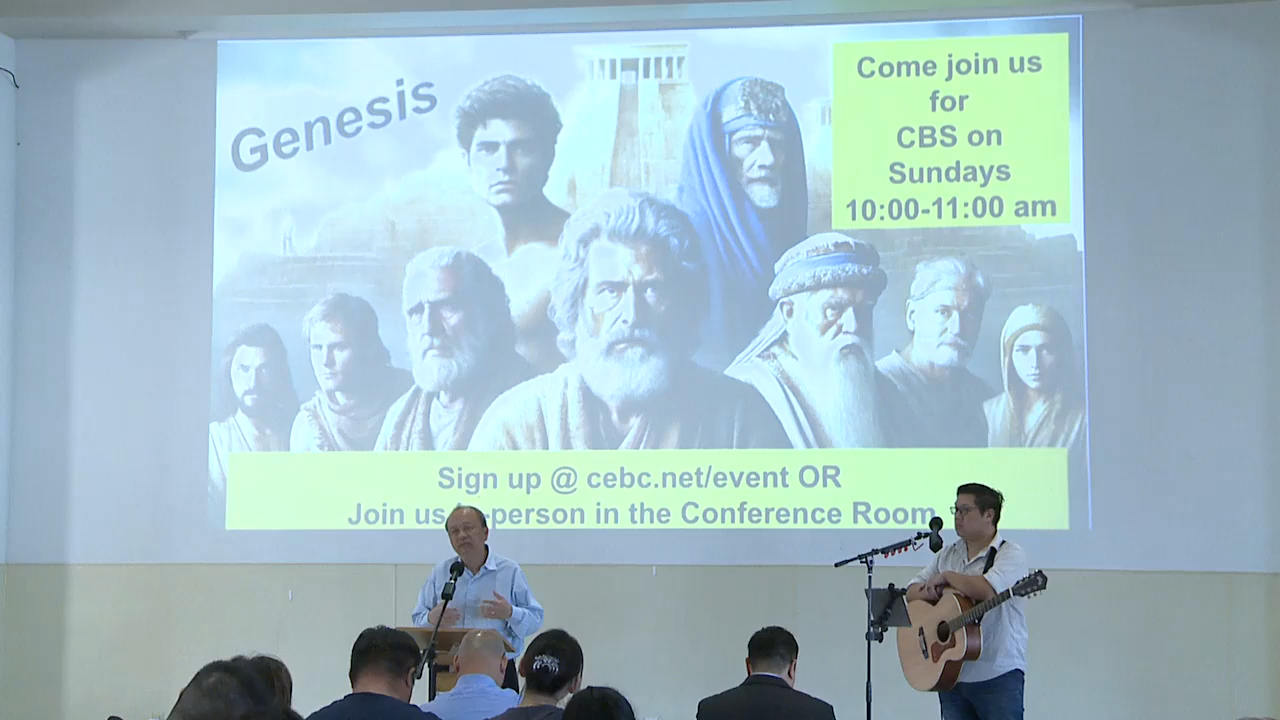 Genesis
Come join us
for
CBS on
Sundays
10:00-11:00 am
Sign up @ cebc.net/event OR
Join us -person in the Conference Room